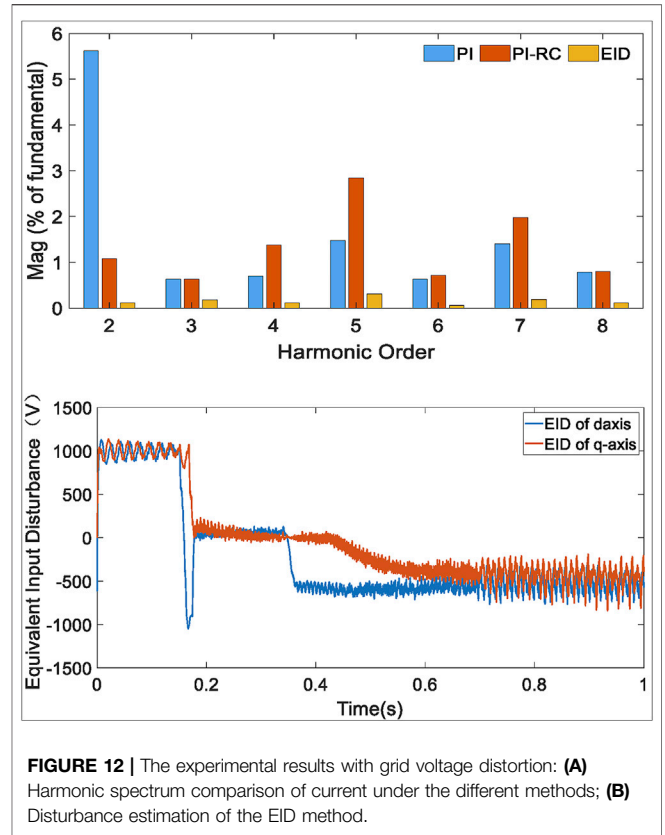 6
5
4
3
2
1
0
Mag (% of fundamental)
PI PI-RC EID
2 3 4 5 6 7 8
Harmonic Order
1500
1000
500
0
-500
-1000
-1500
Equivalent Input Disturbance（V）
EID of daxis
EID of q-axis
0 0.2 0.4 0.6 0.8 1
Time(s)
FIGURE 12 | The experimental results with grid voltage distortion: (A)
Harmonic spectrum comparison of current under the different methods; (B)
Disturbance estimation of the EID method.